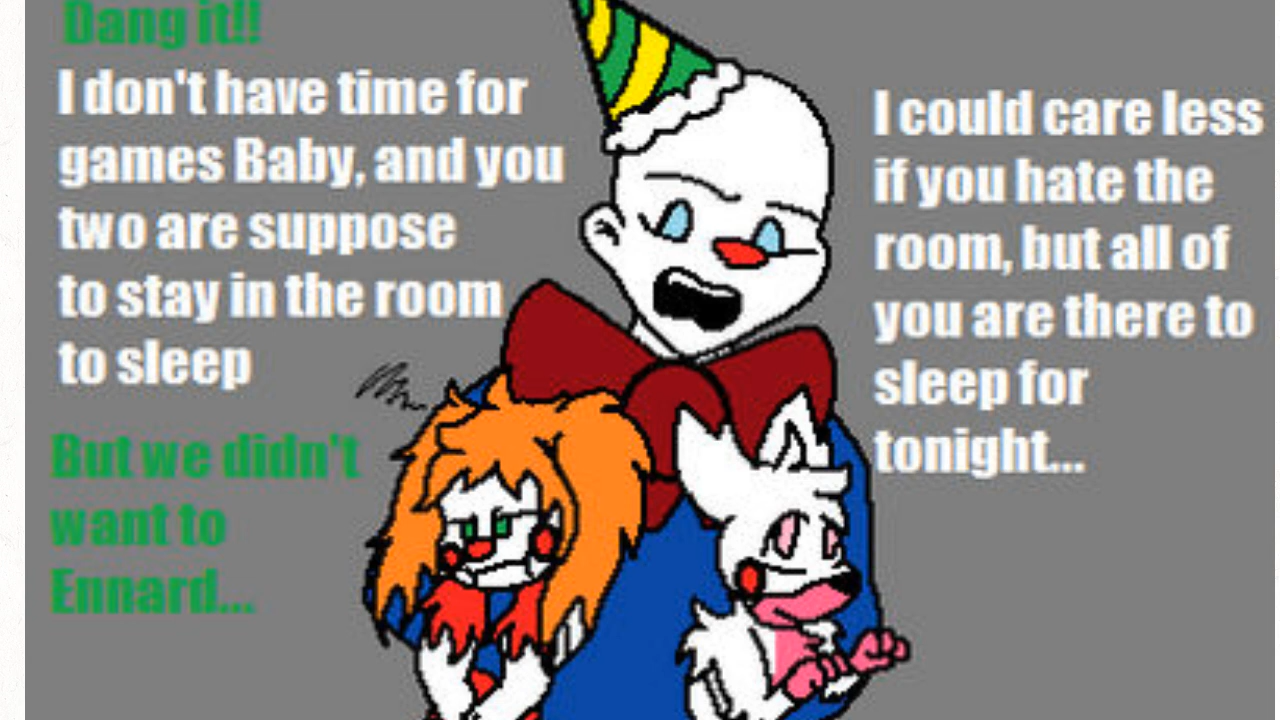 Dang it!!
I don't have time for
games Baby, and you
two are suppose
to stay in the room
to sleep
But we didn't
want to
Ennard...
I could care less
if you hate the
room, but all of
you are there to
sleep for
tonight...